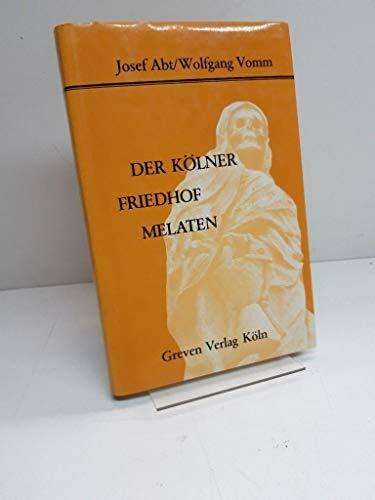 Josef Abt/Wolfgang Vomm
DER KÖLNER
FRIEDHOF
MELATEN
Greven Verlag Köln